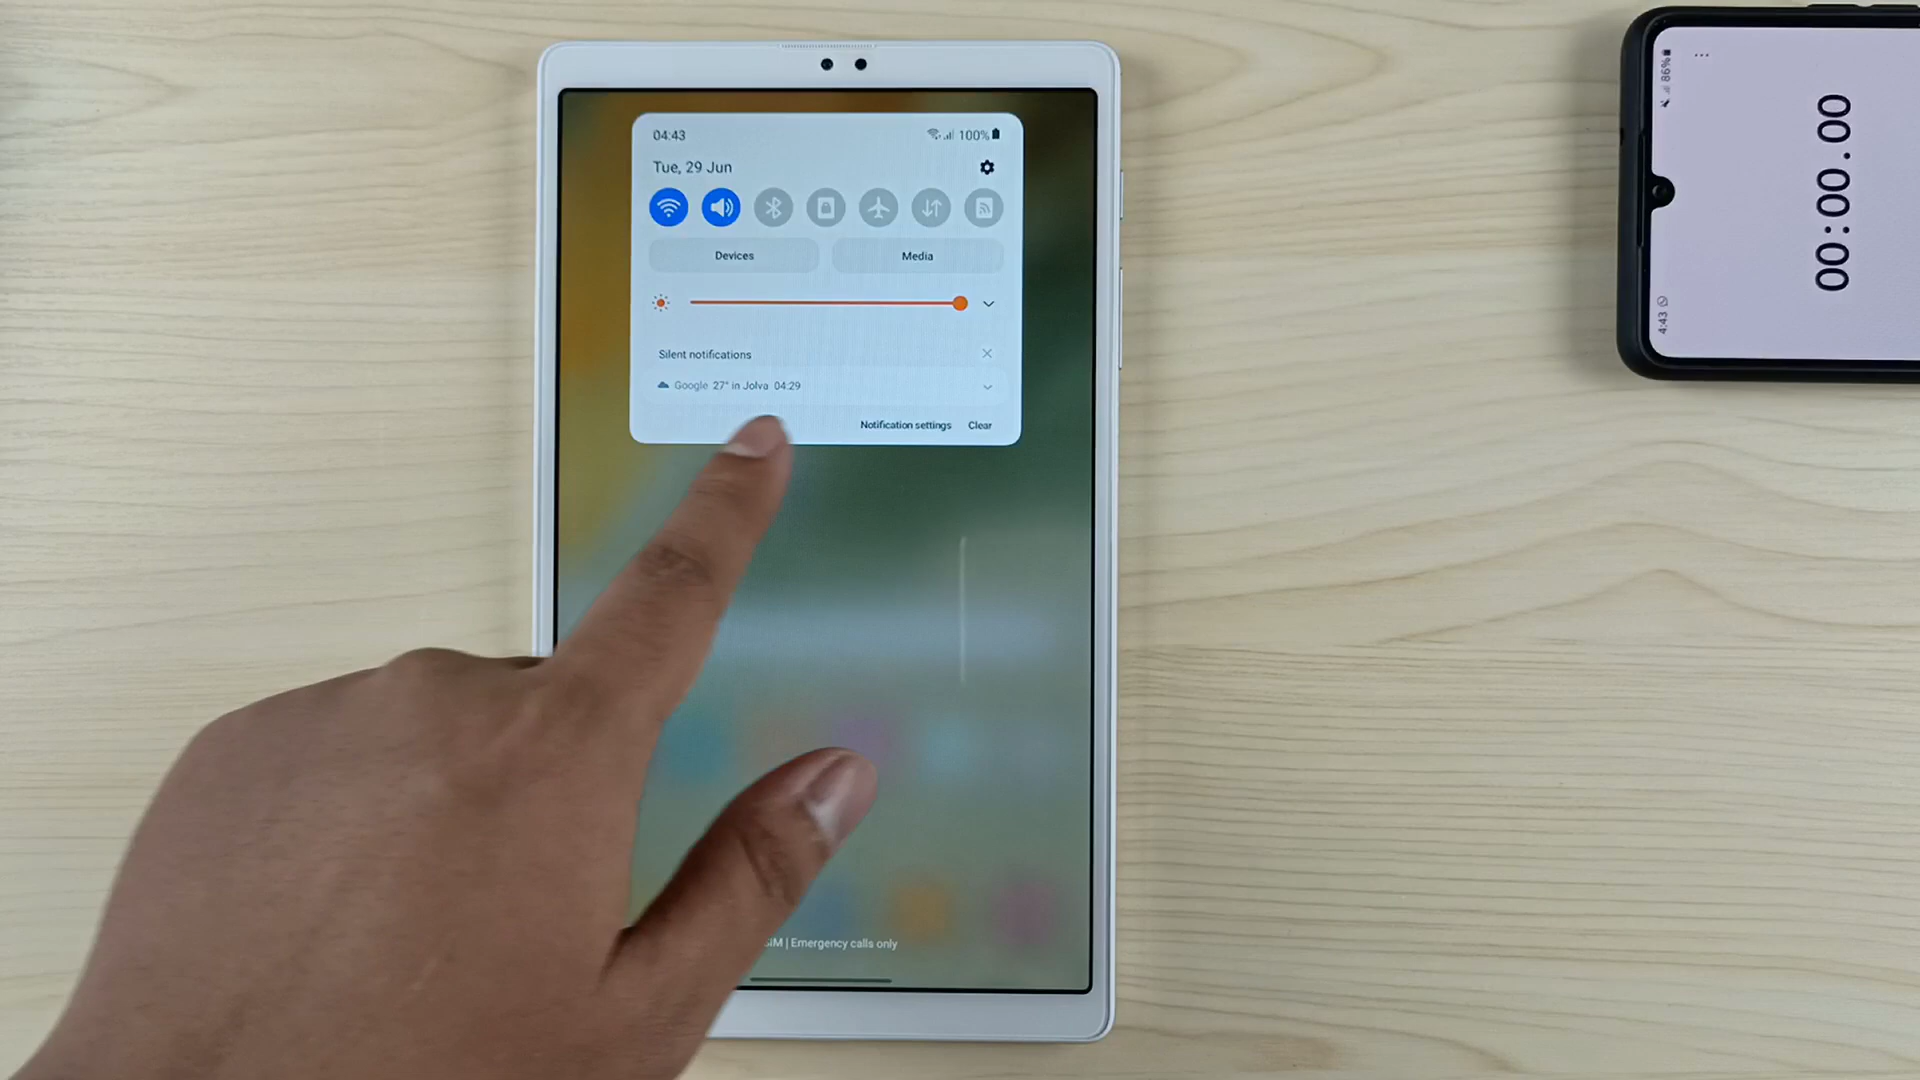 04:43
100%
Tue, 29 Jun
Devices
Media
Silent notifications
Google 27° in Jolva 04:29
Notification settings
Clear
SIM | Emergency calls only
86%
00:00.00
4:43